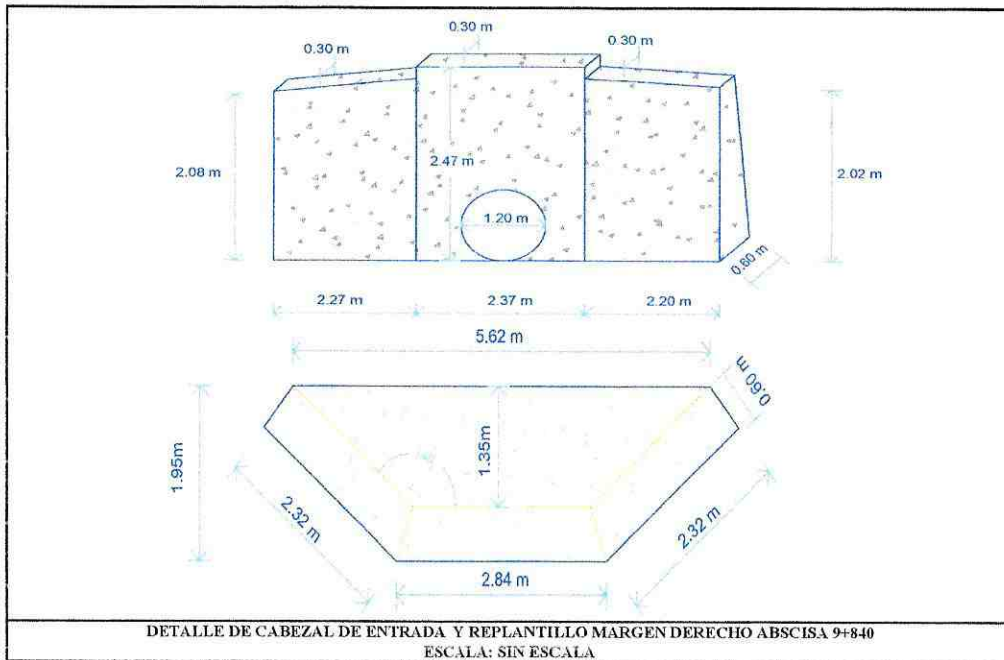 0.30 m
0.30 m
0.30 m
2.08 m
2.47 m
2.02 m
1.20 m
0.60 m
2.27 m
2.37 m
2.20 m
5.62 m
0.60 m
1.95m
1.35m
2.32 m
2.32 m
2.84 m
DETALLE DE CABEZAL DE ENTRADA Y REPLANTILLO MARGEN DERECHO ABSCISA 9+840
ESCALA: SIN ESCALA